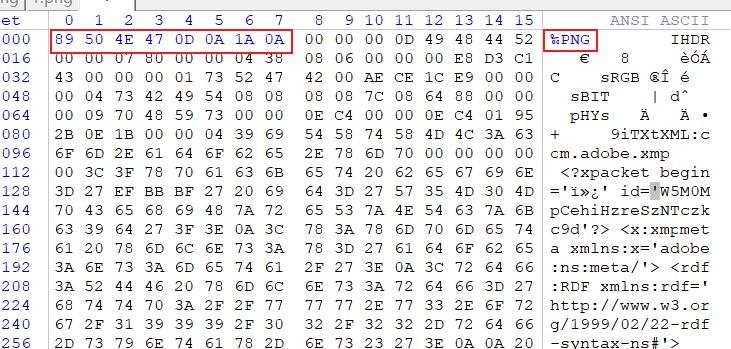 ng 1.png
et 0 1 2 3 4 5 6 7 8 9 10 11 12 13 14 15 ANSI ASCII
000 89 50 4E 47 0D 0A 1A 0A 00 00 00 0D 49 48 44 52 ‰PNG IHDR
016 00 00 07 80 00 00 04 38 08 06 00 00 00 E8 D3 C1 € 8 èÓÁ
032 43 00 00 00 01 73 52 47 42 00 AE CE 1C E9 00 00 C sRGB ®Î é
048 00 04 73 42 49 54 08 08 08 08 7C 08 64 88 00 00 sBIT | dˆ
064 00 09 70 48 59 73 00 00 0E C4 00 00 0E C4 01 95 pHYs Ä Ä •
080 2B 0E 1B 00 00 04 39 69 54 58 74 58 4D 4C 3A 63 + 9iTXtXML:c
096 6F 6D 2E 61 64 6F 62 65 2E 78 6D 70 00 00 00 00 cm.adobe.xmp
112 00 3C 3F 78 70 61 63 6B 65 74 20 62 65 67 69 6E <?xpacket begin
128 3D 27 EF BB BF 27 20 69 64 3D 27 57 35 4D 30 4D ='ï»¿' id='W5M0M
144 70 43 65 68 69 48 7A 72 65 53 7A 4E 54 63 7A 6B pCehiHzreSzNTczk
160 63 39 64 27 3F 3E 0A 3C 78 3A 78 6D 70 6D 65 74 c9d'?> <x:xmpmet
176 61 20 78 6D 6C 6E 73 3A 78 3D 27 61 64 6F 62 65 a xmlns:x='adobe
192 3A 6E 73 3A 6D 65 74 61 2F 27 3E 0A 3C 72 64 66 :ns:meta/'> <rdf
208 3A 52 44 46 20 78 6D 6C 6E 73 3A 72 64 66 3D 27 :RDF xmlns:rdf='
224 68 74 74 70 3A 2F 2F 77 77 77 2E 77 33 2E 6F 72 http://www.w3.or
240 67 2F 31 39 39 39 2F 30 32 2F 32 32 2D 72 64 66 g/1999/02/22-rdf
256 2D 73 79 6E 74 61 78 2D 6E 73 23 27 3E 0A 0A 20 -syntax-ns#'>